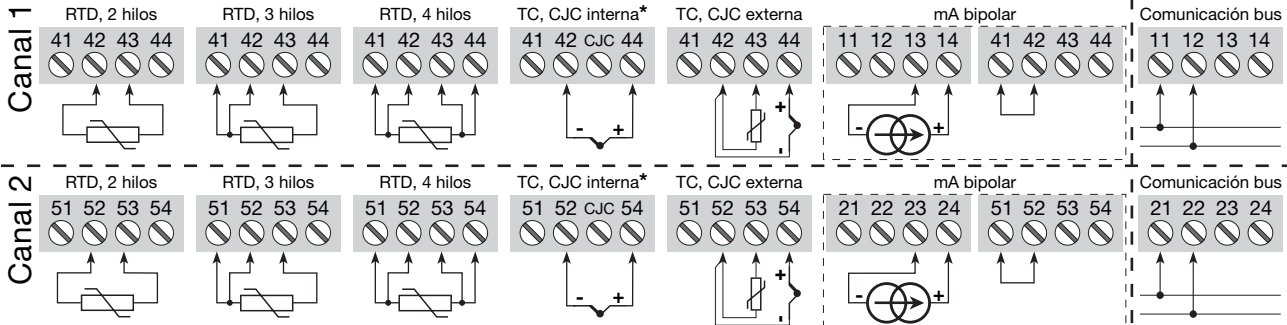 Canal 1
RTD, 2 hilos RTD, 3 hilos RTD, 4 hilos TC, CJC interna* TC, CJC externa mA bipolar Comunicación bus
41 42 43 44 41 42 43 44 41 42 43 44 41 42 CJC 44 41 42 43 44 11 12 13 14 41 42 43 44 11 12 13 14
- + + - - +
Canal 2
RTD, 2 hilos RTD, 3 hilos RTD, 4 hilos TC, CJC interna* TC, CJC externa mA bipolar Comunicación bus
51 52 53 54 51 52 53 54 51 52 53 54 51 52 CJC 54 51 52 53 54 21 22 23 24 51 52 53 54 21 22 23 24
- + + - - +